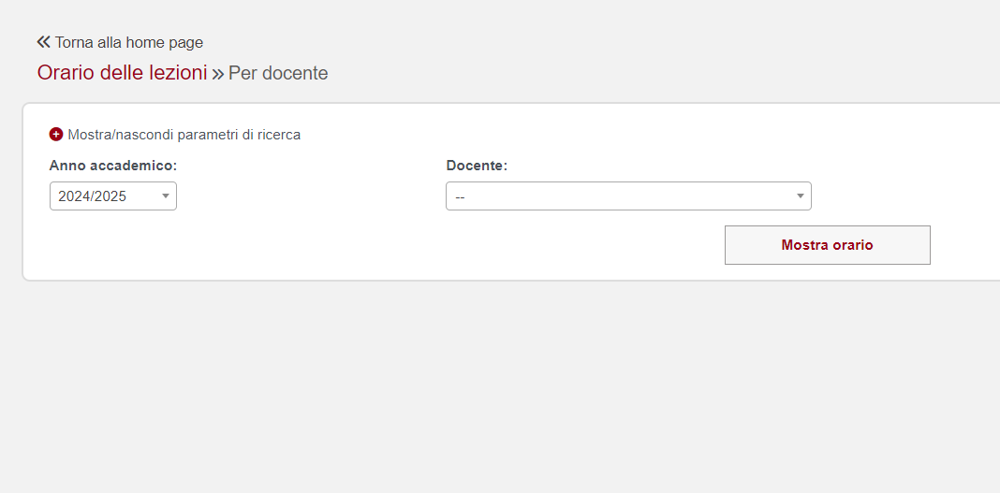 Torna alla home page
Orario delle lezioni » Per docente
Mostra/nascondi parametri di ricerca
Anno accademico: Docente:
2024/2025 --
Mostra orario